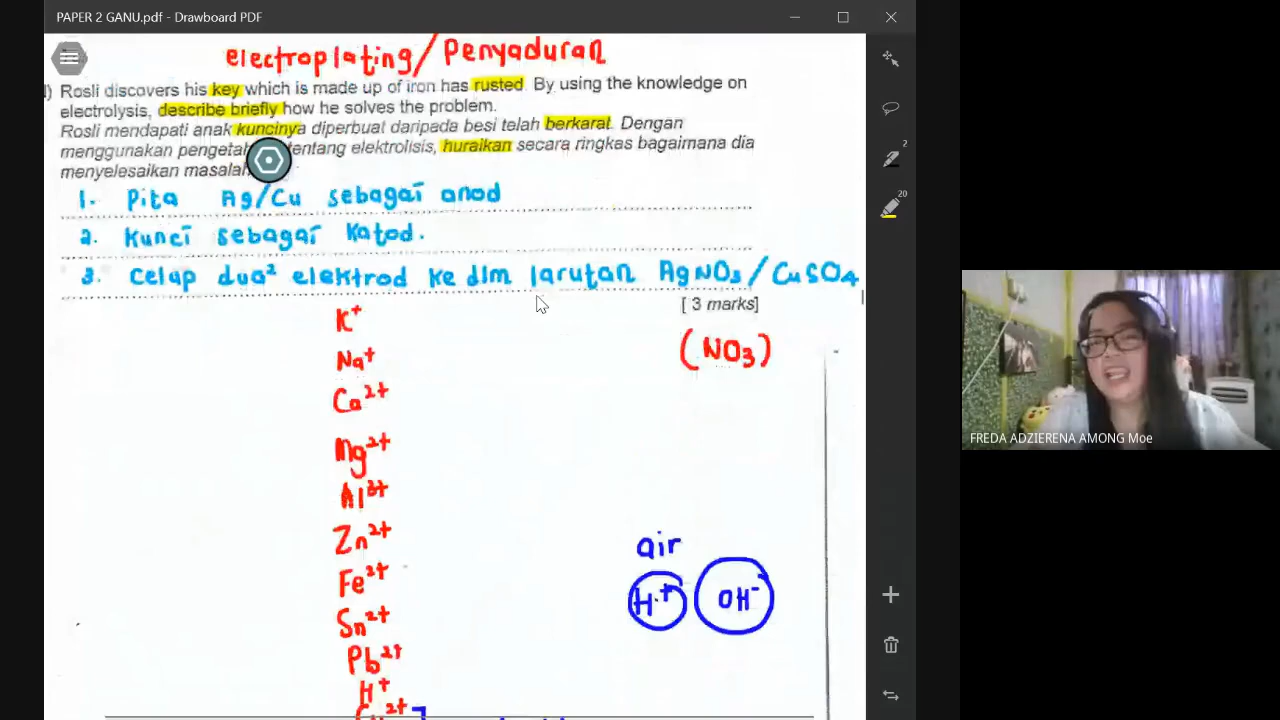 PAPER 2 GANU.pdf - Drawboard PDF
electroplating/Penyaduran
Rosli discovers his key which is made up of iron has rusted. By using the knowledge on
electrolysis, describe briefly how he solves the problem.
Rosli mendapati anak kuncinya diperbuat daripada besi telah berkarat. Dengan
menggunakan tentang elektrolisis, huraikan secara ringkas bagaimana dia
menyelesaikan
1. Pita Ag/Cu sebagai anod
2. Kunci sebagai Katod.
3. Celap dua² elektrod ke dlm larutan AgNO3/CuSO4
[ 3 marks]
K+
(NO3)
Na+
Ca2+
Mg2+
Al3+
Zn2+
air
Fe2+
H+ OH-
Sn2+
Pb2+
H+
2
20
FREDA ADZIERENA AMONG Moe